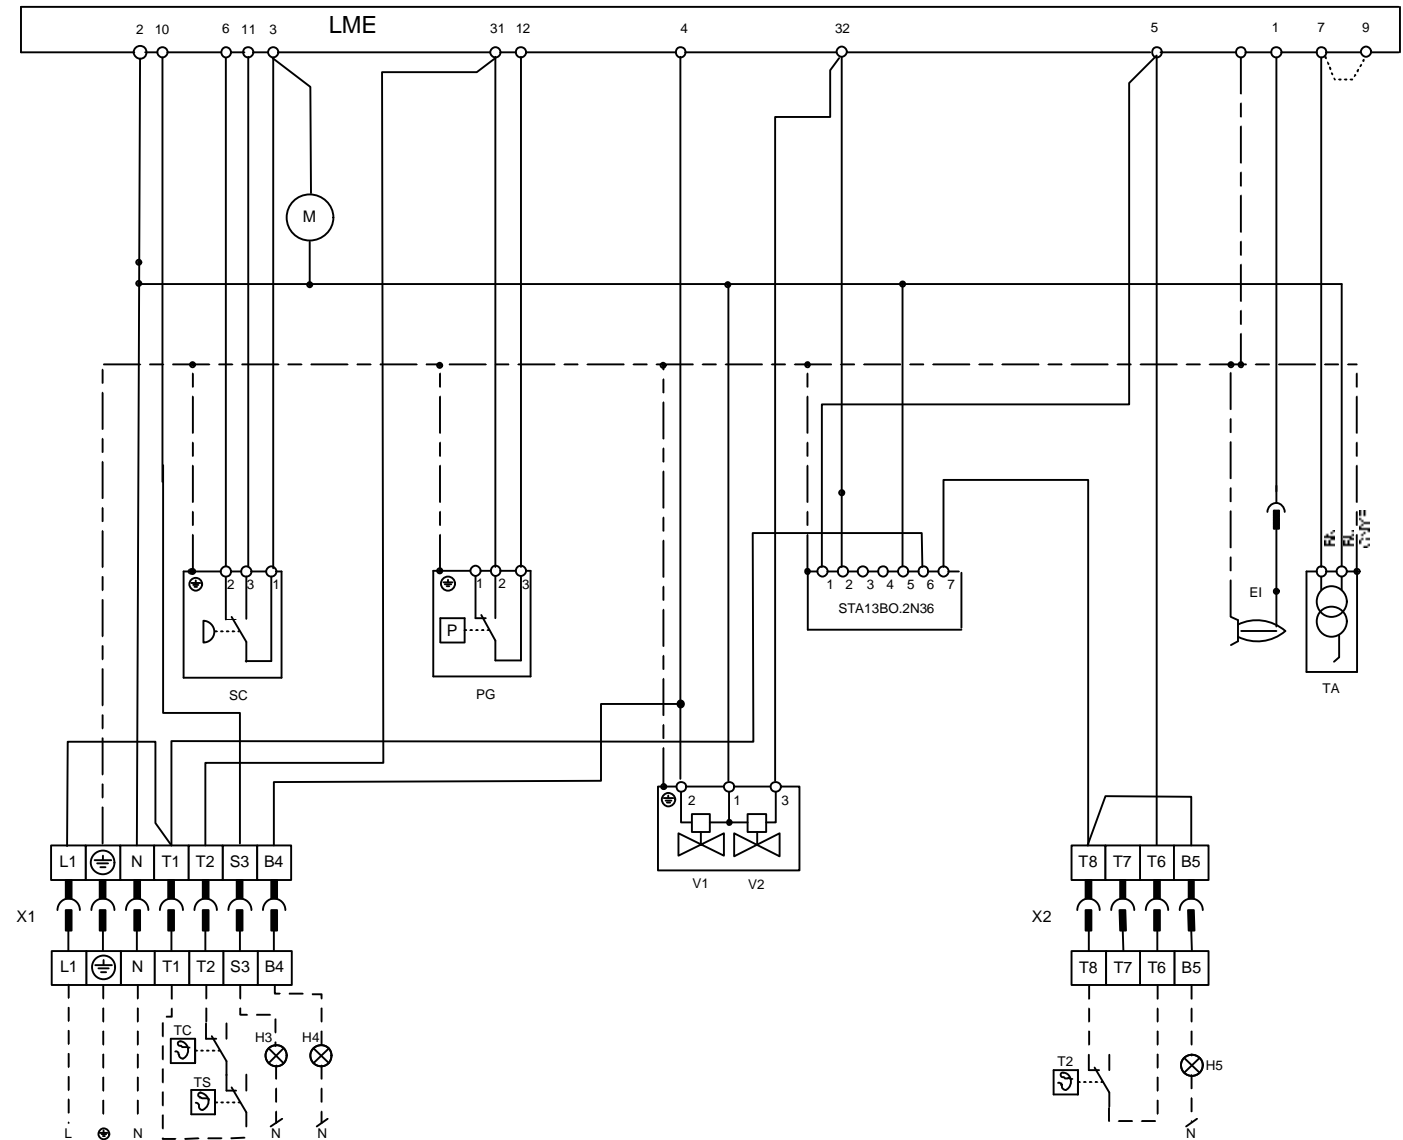 LME
2 10 6 11 3 31 12 4 32 5 1 7 9
M
2 3 1
1 2 3
1 2 3 4 5 6 7
STA13BO.2N36
P
EI
SC
PG
TA
2 1 3
V1 V2
L1 N T1 T2 S3 B4
T8 T7 T6 B5
X1
X2
L1 N T1 T2 S3 B4
T8 T7 T6 B5
TC
H3 H4
T2
H5
TS
L N N N
N